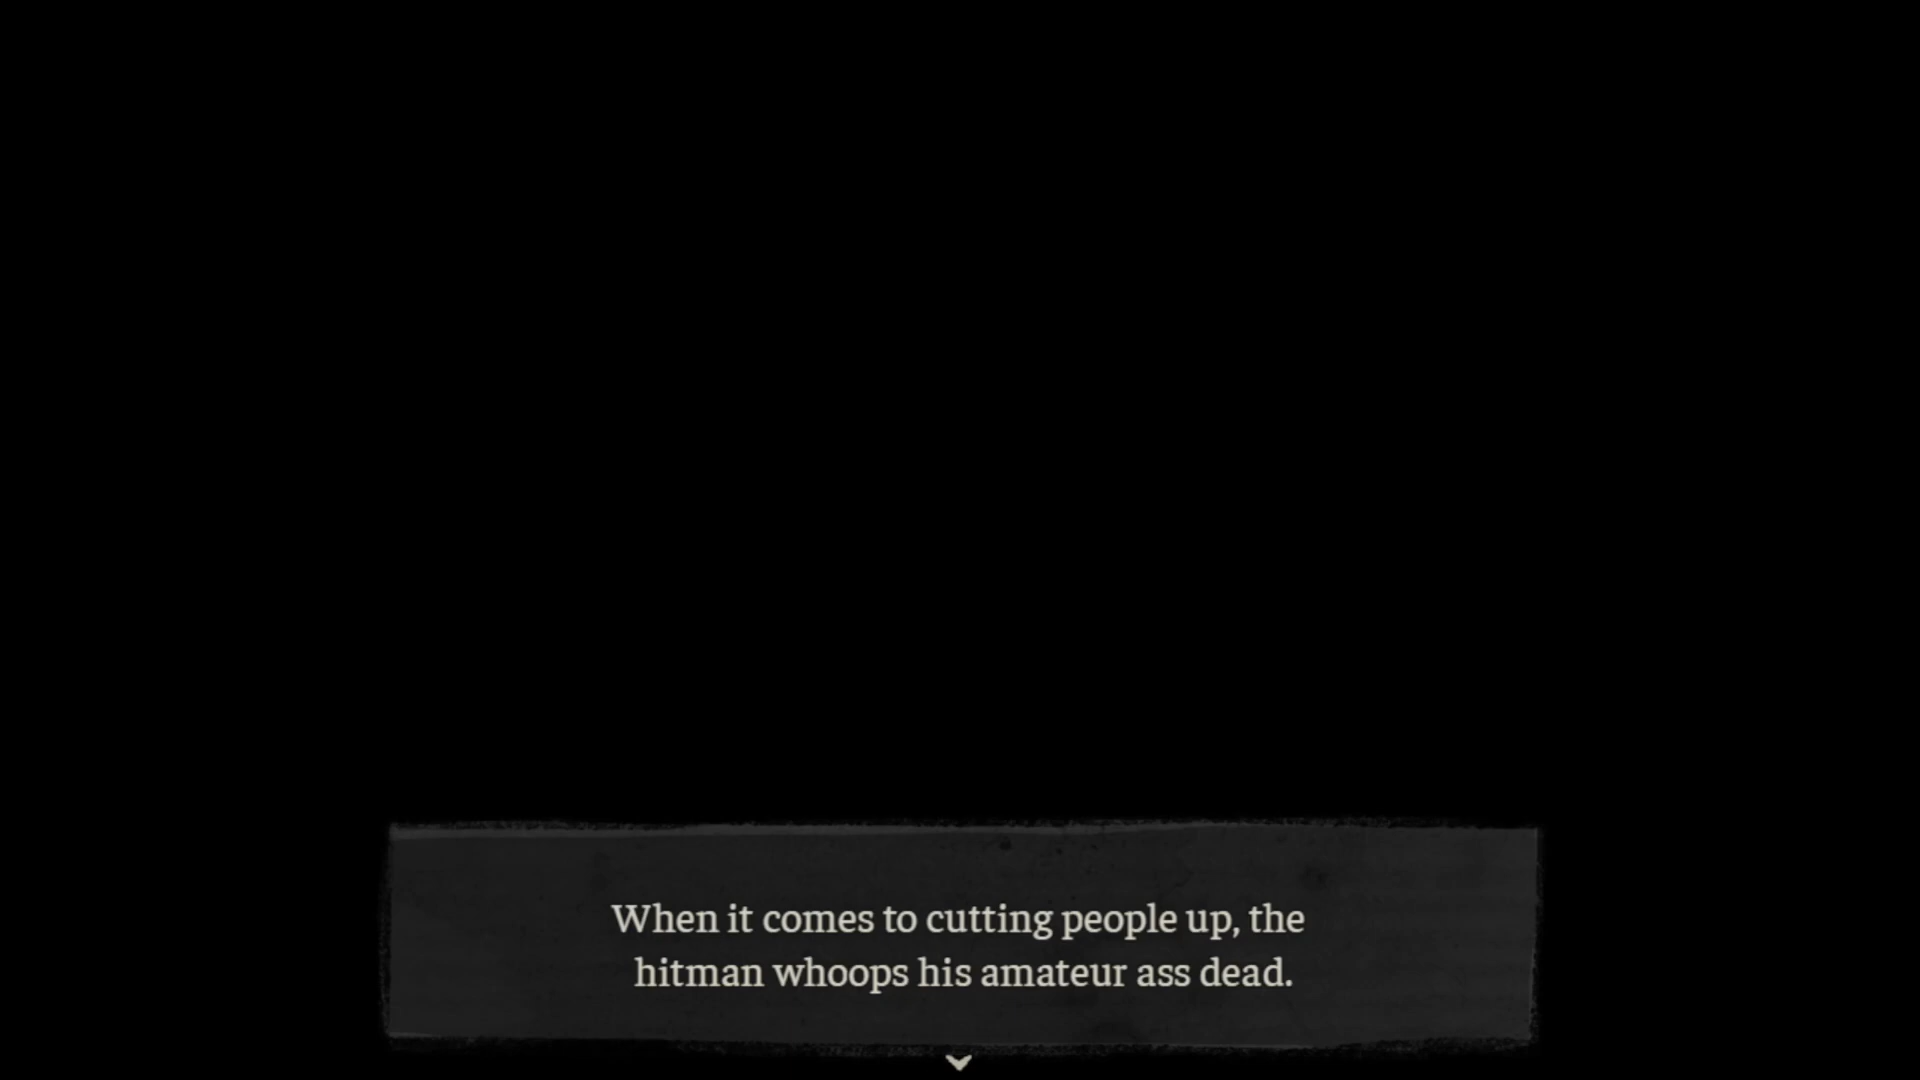 When it comes to cutting people up, the
hitman whoops his amateur ass dead.